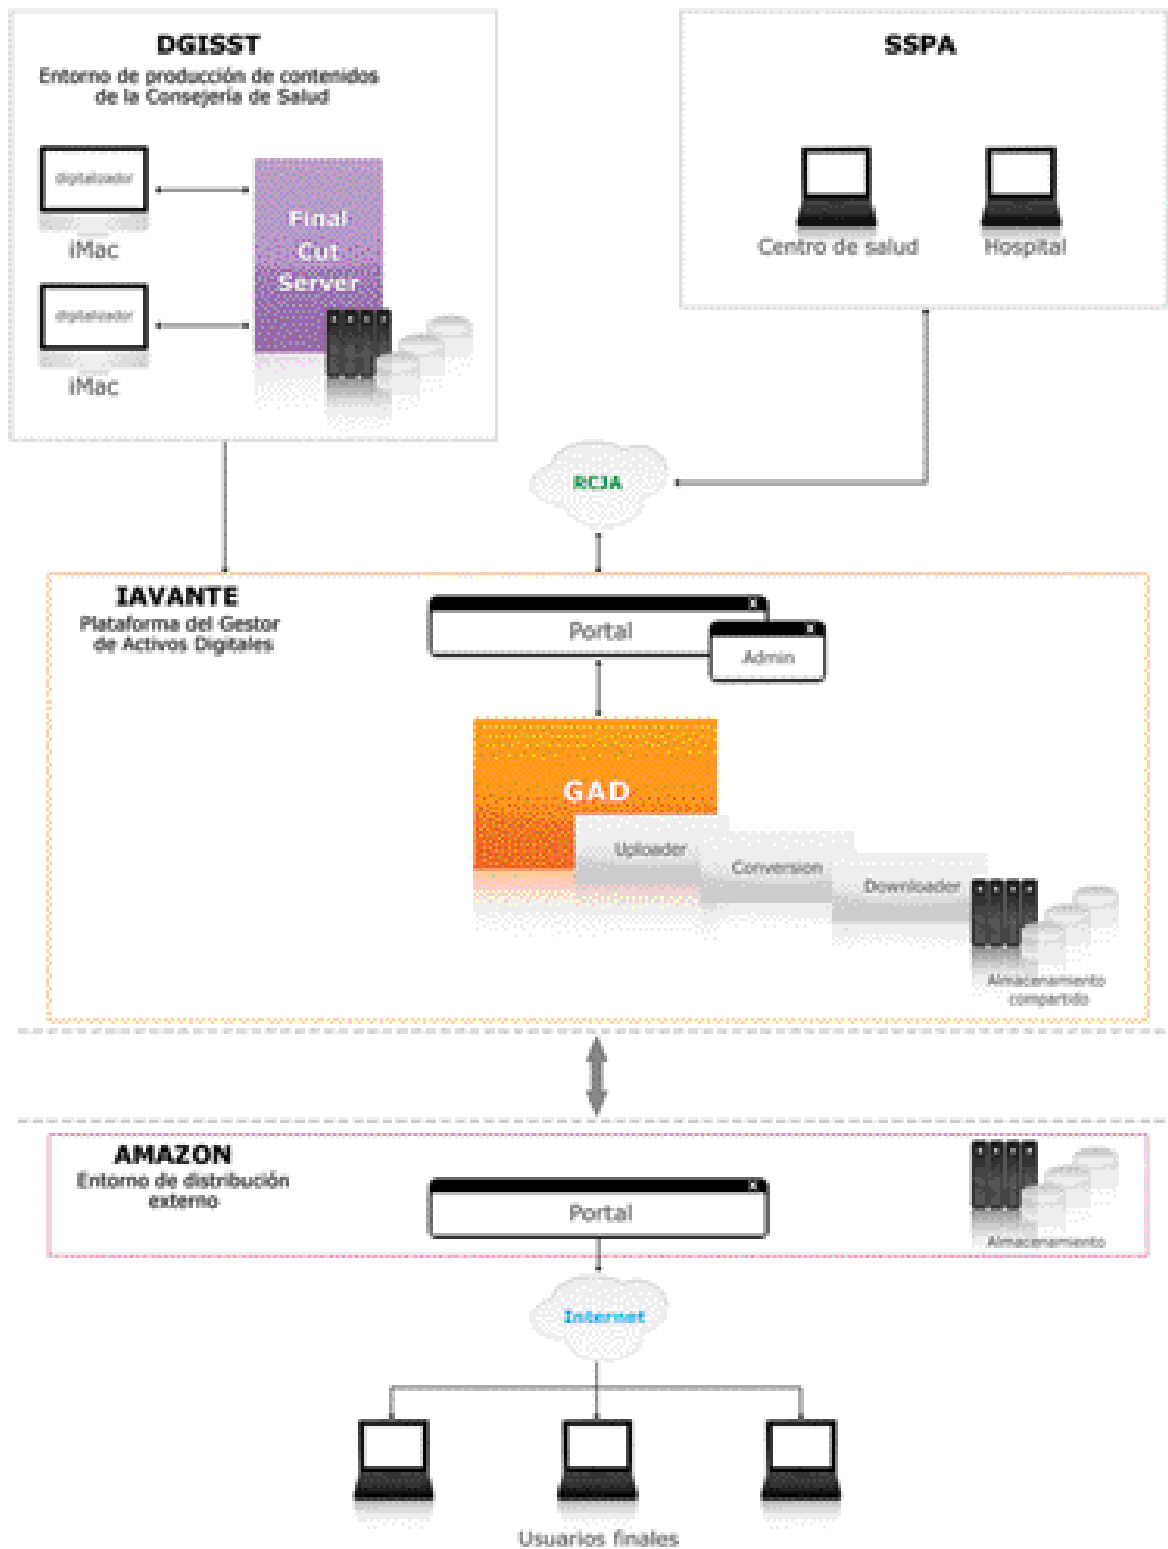 DGISST
Entorno de producción de contenidos
de la Consejería de Salud
digitalizador
iMac
digitalizador
iMac
Final
Cut
Server
SSPA
Centro de salud
Hospital
RCJA
IAVANTE
Plataforma del Gestor
de Activos Digitales
Portal
Admin
GAD
Uploader
Conversion
Downloader
Almacenamiento
compartido
AMAZON
Entorno de distribución
externo
Portal
Almacenamiento
Internet
Usuarios finales